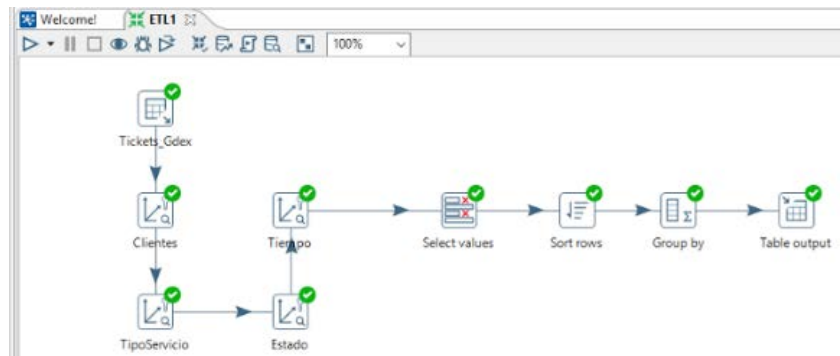 Welcome!
ETL1
100%
Tickets_Gdex
Clientes
Tiempo
Select values
Sort rows
Group by
Table output
TipoServicio
Estado